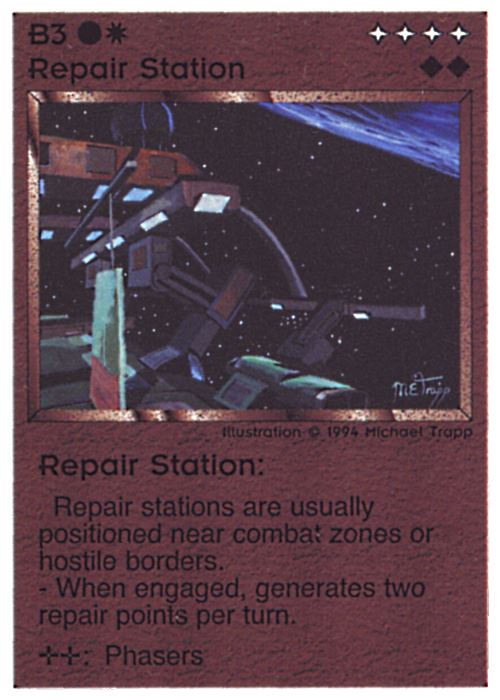 B3
Repair Station
METrapp
Illustration © 1994 Michael Trapp
Repair Station:
Repair stations are usually
positioned near combat zones or
hostile borders.
- When engaged, generates two
repair points per turn.
: Phasers